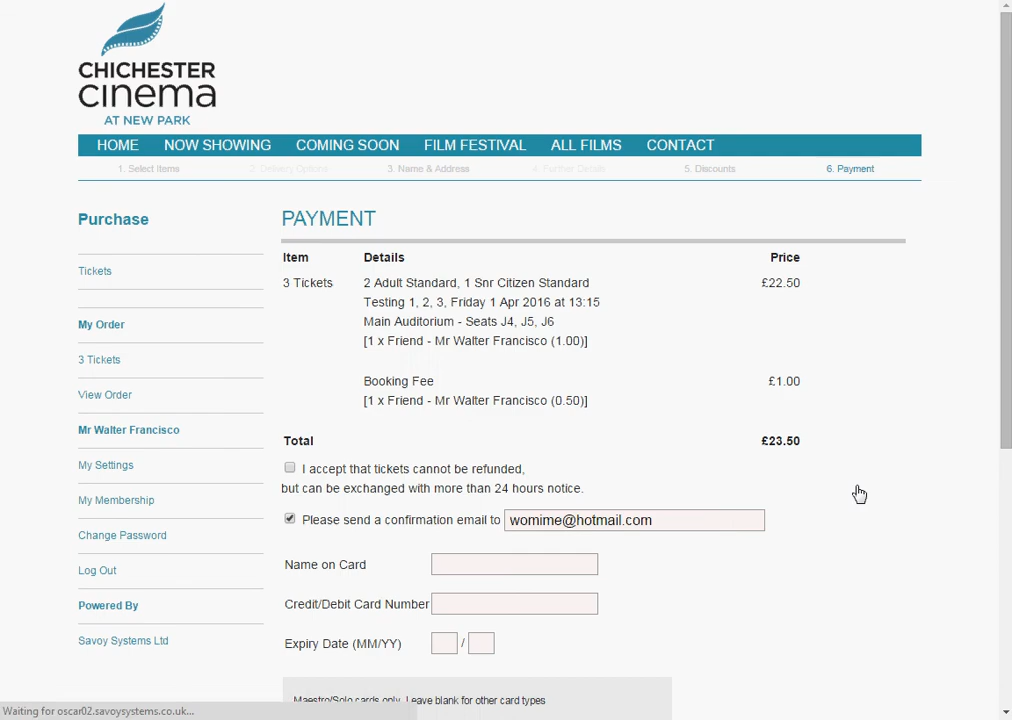 CHICHESTER
cinema
AT NEW PARK
HOME NOW SHOWING COMING SOON FILM FESTIVAL ALL FILMS CONTACT
1. Select Items 2. Delivery Options 3. Name & Address 4. Further Details 5. Discounts 6. Payment
Purchase
Tickets
My Order
3 Tickets
View Order
Mr Walter Francisco
My Settings
My Membership
Change Password
Log Out
Powered By
Savoy Systems Ltd
PAYMENT
Item Details Price
3 Tickets 2 Adult Standard, 1 Snr Citizen Standard £22.50
Testing 1, 2, 3, Friday 1 Apr 2016 at 13:15
Main Auditorium - Seats J4, J5, J6
[1 x Friend - Mr Walter Francisco (1.00)]
Booking Fee £1.00
[1 x Friend - Mr Walter Francisco (0.50)]
Total £23.50
I accept that tickets cannot be refunded,
but can be exchanged with more than 24 hours notice.
Please send a confirmation email to womime@hotmail.com
Name on Card
Credit/Debit Card Number
Expiry Date (MM/YY) /
Maestro/Solo cards only. Leave blank for other card types
Waiting for oscar02.savoysystems.co.uk...